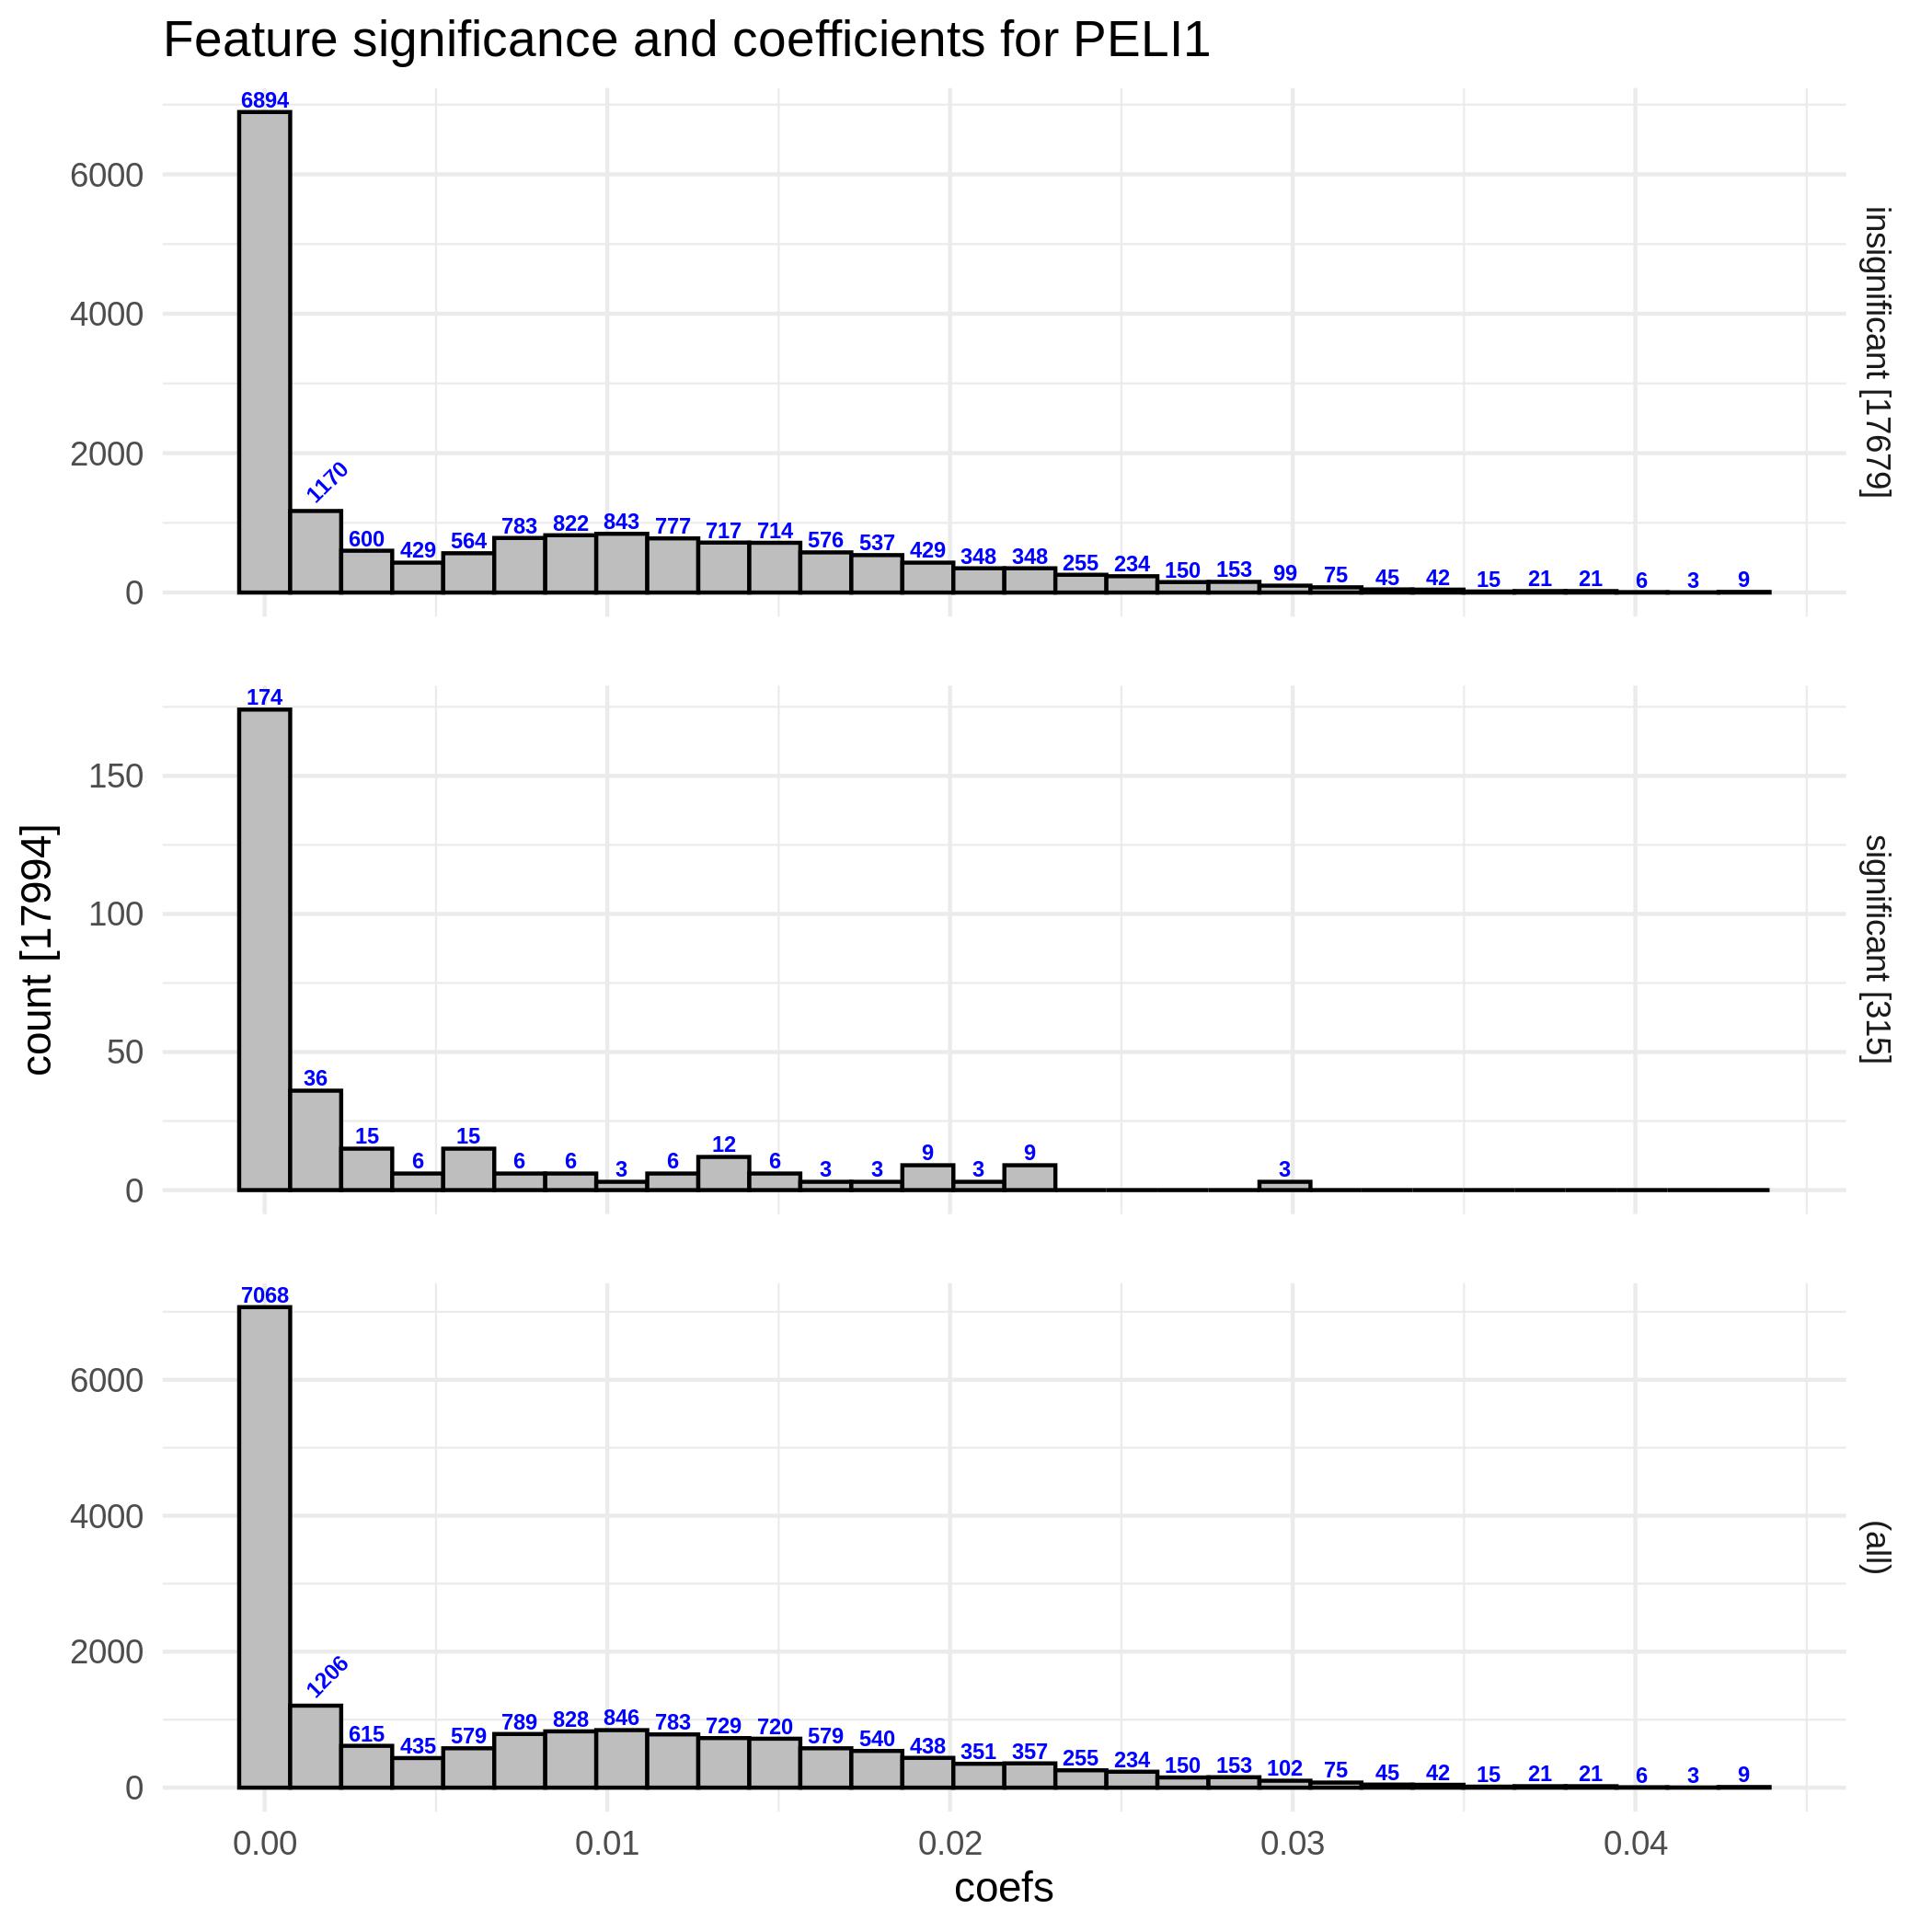 Feature significance and coefficients for PELI1
count [17994]
6000
4000
2000
0
6894
1170
600 429 564 783 822 843 777 717 714 576 537 429 348 348 255 234 150 153 99 75 45 42 15 21 21 6 3 9
insignificant [17679]
150
100
50
0
174
36
15 6 15 6 6 3 6 12 6 3 3 9 3 9 3
significant [315]
6000
4000
2000
0
7068
1206
615 435 579 789 828 846 783 729 720 579 540 438 351 357 255 234 150 153 102 75 45 42 15 21 21 6 3 9
(all)
0.00 0.01 0.02 0.03 0.04
coefs